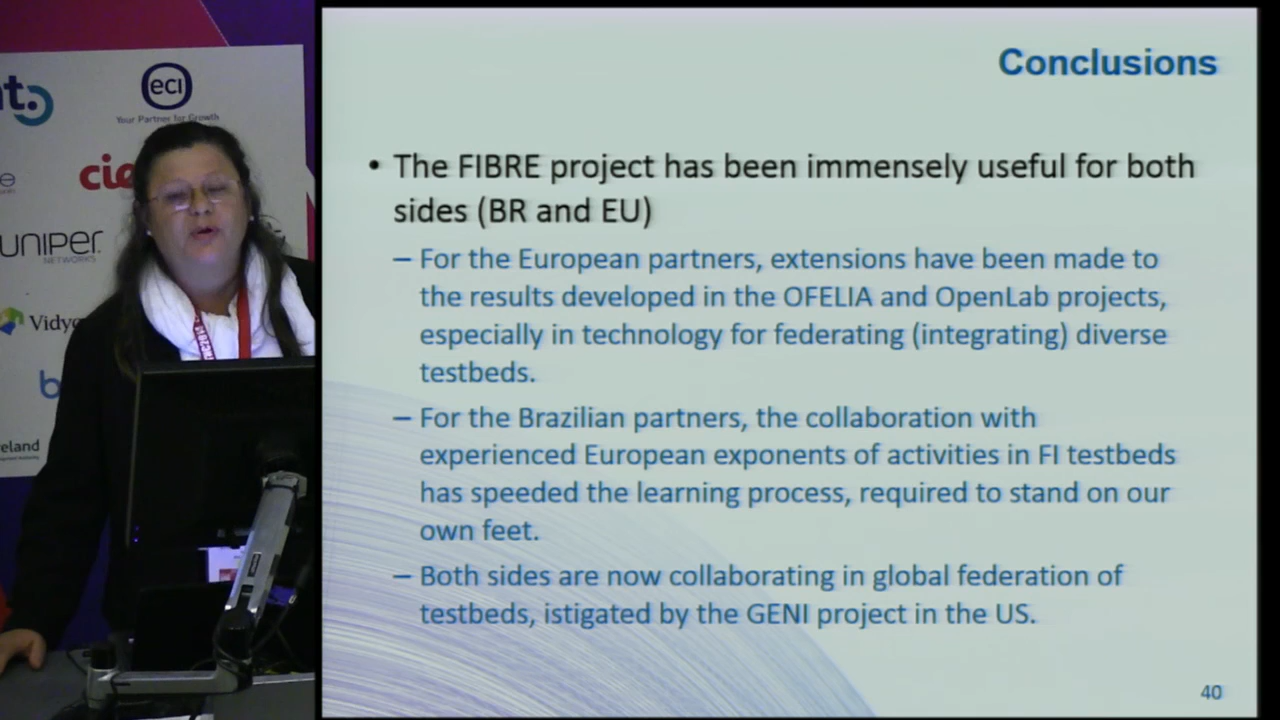 eci
Your Partner for Growth
NETWORKS
Conclusions
• The FIBRE project has been immensely useful for both
sides (BR and EU)
– For the European partners, extensions have been made to
the results developed in the OFELIA and OpenLab projects,
especially in technology for federating (integrating) diverse
testbeds.
– For the Brazilian partners, the collaboration with
experienced European exponents of activities in FI testbeds
has speeded the learning process, required to stand on our
own feet.
– Both sides are now collaborating in global federation of
testbeds, istigated by the GENI project in the US.
40